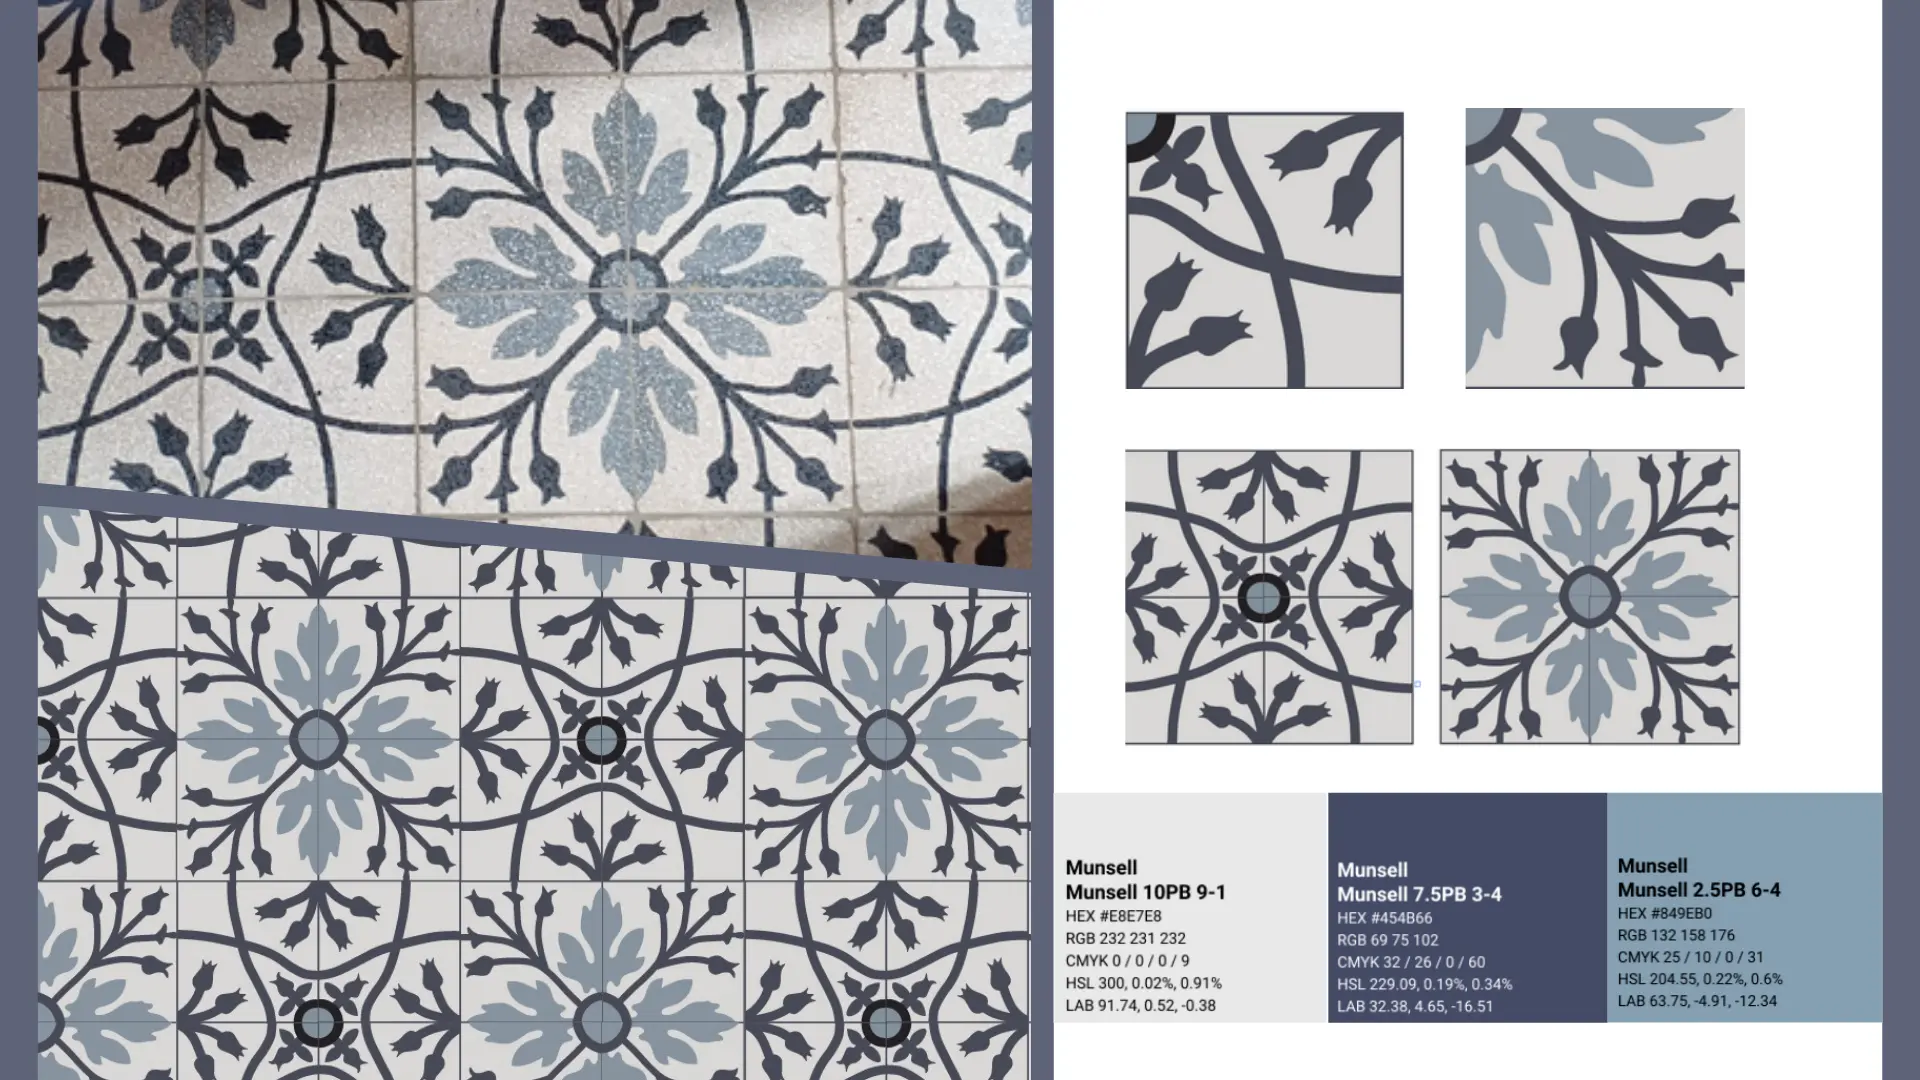 Munsell
Munsell 10PB 9-1
HEX #E8E7E8
RGB 232 231 232
CMYK 0 / 0 / 0 / 9
HSL 300, 0.02%, 0.91%
LAB 91.74, 0.52, -0.38
Munsell
Munsell 7.5PB 3-4
HEX #454B66
RGB 69 75 102
CMYK 32 / 26 / 0 / 60
HSL 229.09, 0.19%, 0.34%
LAB 32.38, 4.65, -16.51
Munsell
Munsell 2.5PB 6-4
HEX #849EB0
RGB 132 158 176
CMYK 25 / 10 / 0 / 31
HSL 204.55, 0.22%, 0.6%
LAB 63.75, -4.91, -12.34